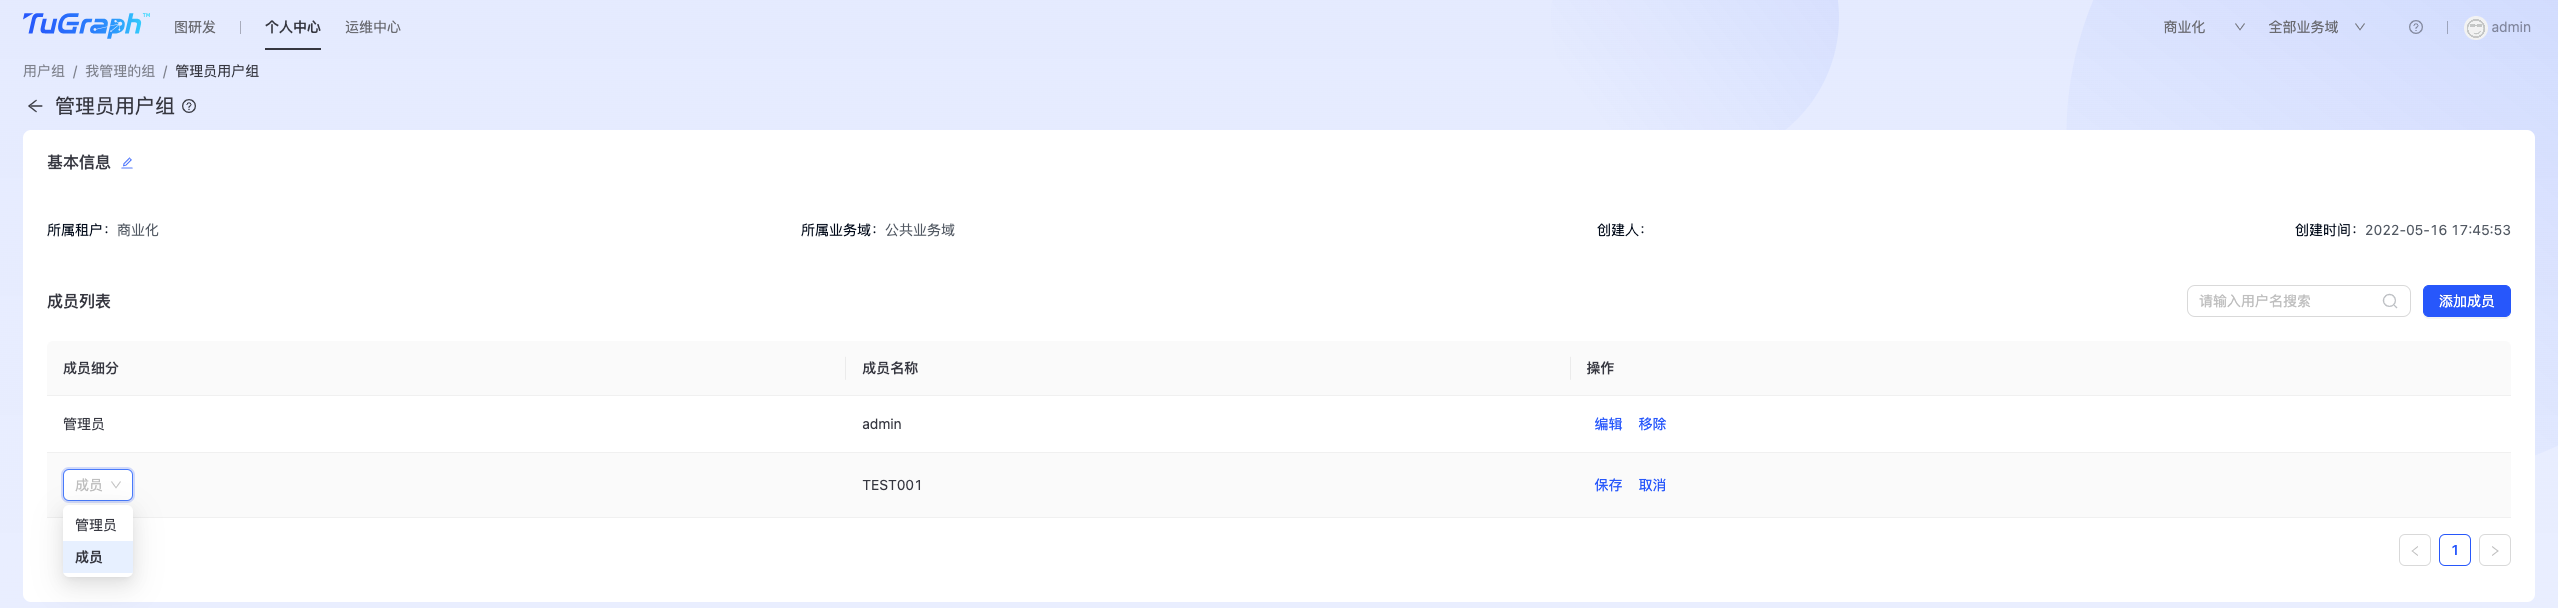 TuGraph™ 图研发 | 个人中心 运维中心 商业化 全部业务域 | admin
用户组 / 我管理的组 / 管理员用户组
管理员用户组
基本信息
所属租户：商业化 所属业务域：公共业务域 创建人： 创建时间：2022-05-16 17:45:53
成员列表 请输入用户名搜索 添加成员
成员细分 成员名称 操作
管理员 admin 编辑 移除
成员 TEST001 保存 取消
管理员
成员
< 1 >